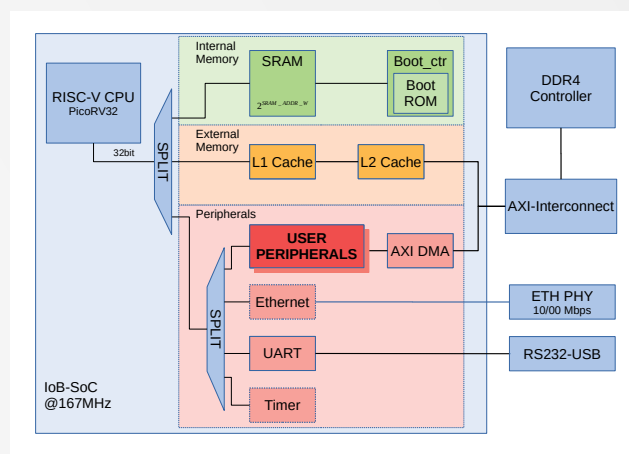 Internal
Memory
RISC-V CPU
PicoRV32
32bit
SPLIT
SRAM
2^SRAM_ADDR_W
Boot_ctr
Boot
ROM
External
Memory
L1 Cache
L2 Cache
DDR4
Controller
AXI-Interconnect
Peripherals
USER
PERIPHERALS
AXI DMA
SPLIT
Ethernet
ETH PHY
10/00 Mbps
UART
RS232-USB
Timer
IoB-SoC
@167MHz